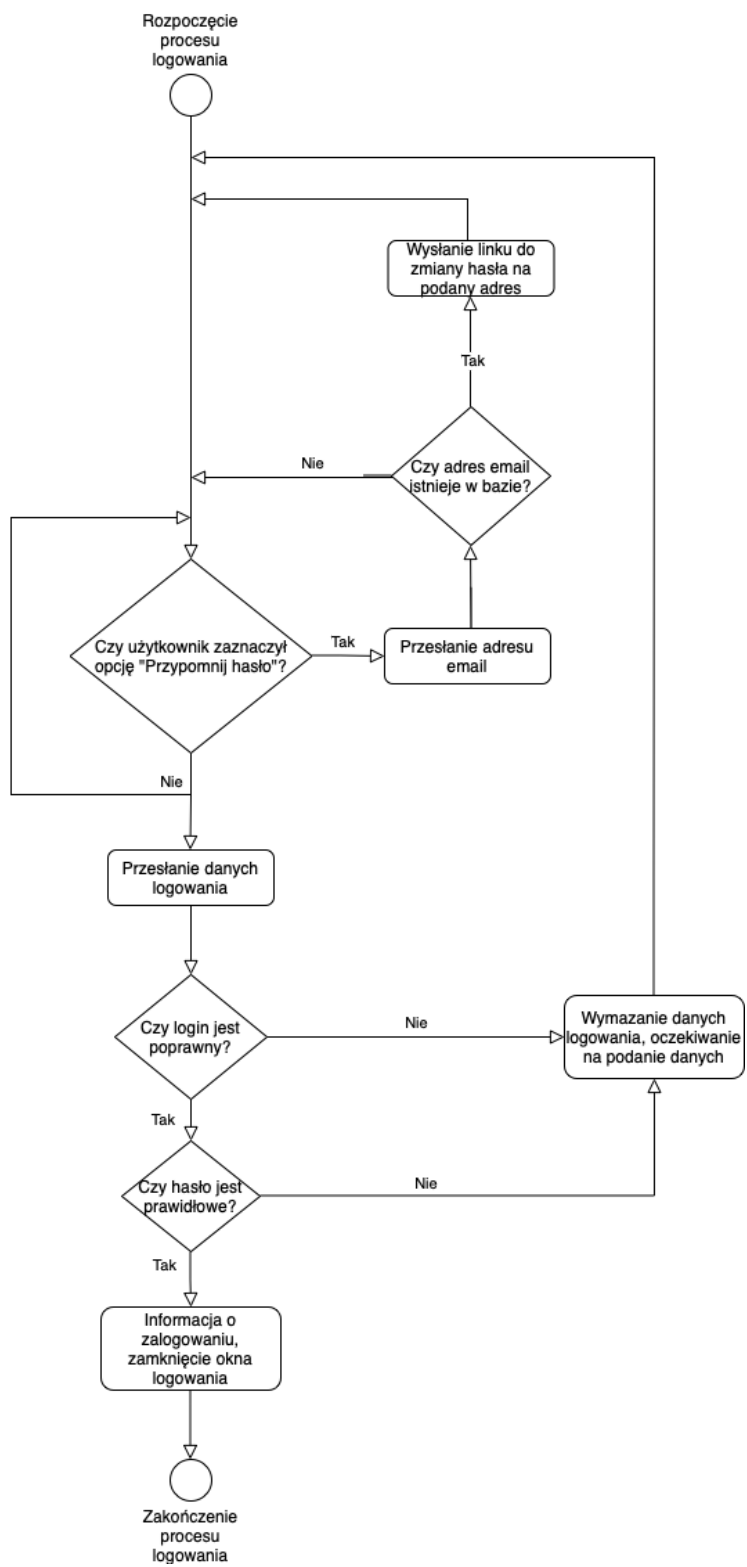 Rozpoczęcie
procesu
logowania
Wysłanie linku do
zmiany hasła na
podany adres
Tak
Nie
Czy adres email
istnieje w bazie?
Czy użytkownik zaznaczył
opcję "Przypomnij hasło"?
Tak
Przesłanie adresu
email
Nie
Przesłanie danych
logowania
Czy login jest
poprawny?
Nie
Wymazanie danych
logowania, oczekiwanie
na podanie danych
Tak
Czy hasło jest
prawidłowe?
Nie
Tak
Informacja o
zalogowaniu,
zamknięcie okna
logowania
Zakończenie
procesu
logowania